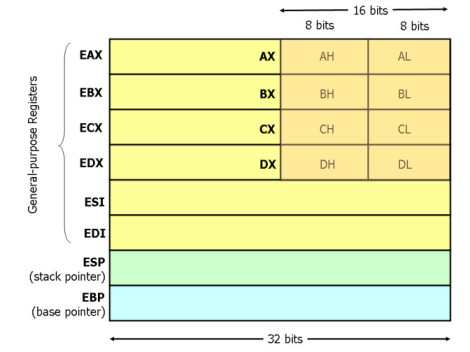 16 bits
8 bits 8 bits
EAX AX AH AL
EBX BX BH BL
ECX CX CH CL
EDX DX DH DL
ESI
EDI
ESP
(stack pointer)
EBP
(base pointer)
32 bits
General-purpose Registers